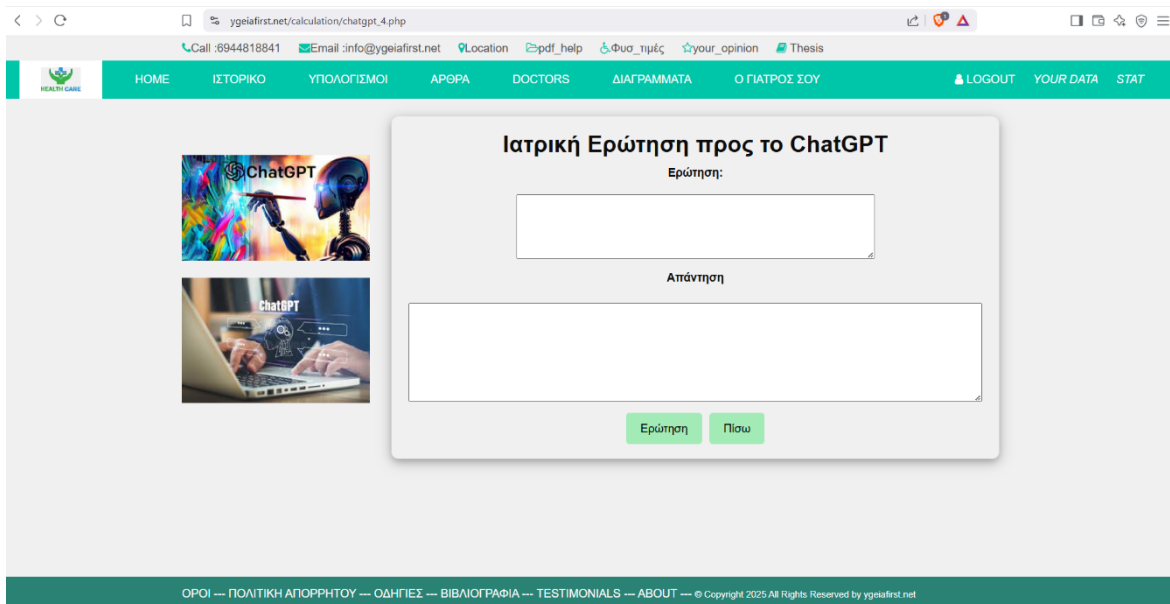 ygeiafirst.net/calculation/chatgpt_4.php
Call :6944818841 Email :info@ygeiafirst.net Location pdf_help Φυσ_τιμές your_opinion Thesis
HEALTH CARE HOME ΙΣΤΟΡΙΚΟ ΥΠΟΛΟΓΙΣΜΟΙ ΑΡΘΡΑ DOCTORS ΔΙΑΓΡΑΜΜΑΤΑ Ο ΓΙΑΤΡΟΣ ΣΟΥ LOGOUT YOUR DATA STAT
Ιατρική Ερώτηση προς το ChatGPT
Ερώτηση:
ChatGPT
Απάντηση
ChatGPT
Ερώτηση Πίσω
ΟΡΟΙ --- ΠΟΛΙΤΙΚΗ ΑΠΟΡΡΗΤΟΥ --- ΟΔΗΓΙΕΣ --- ΒΙΒΛΙΟΓΡΑΦΙΑ --- TESTIMONIALS --- ABOUT --- © Copyright 2025 All Rights Reserved by ygeiafirst.net